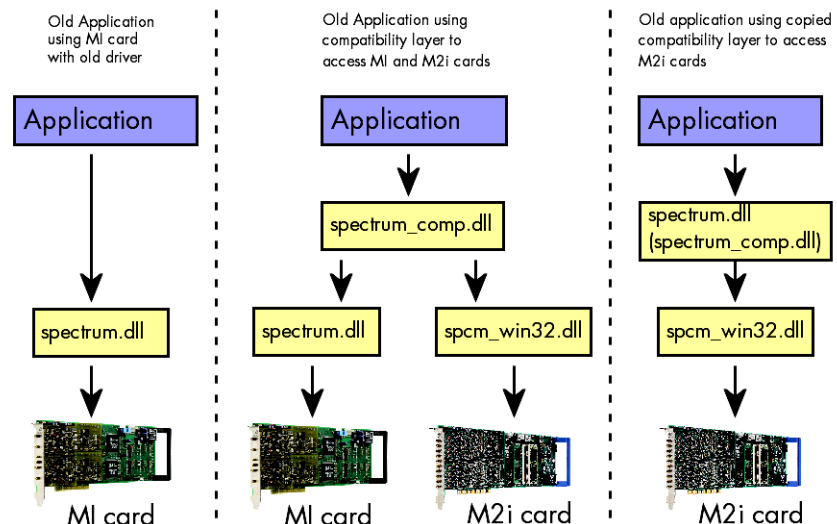 Old Application
using MI card
with old driver
Application
spectrum.dll
MI card
Old Application using
compatibility layer to
access MI and M2i cards
Application
spectrum_comp.dll
spectrum.dll
spcm_win32.dll
MI card
M2i card
Old application using copied
compatibility layer to access
M2i cards
Application
spectrum.dll
(spectrum_comp.dll)
spcm_win32.dll
M2i card